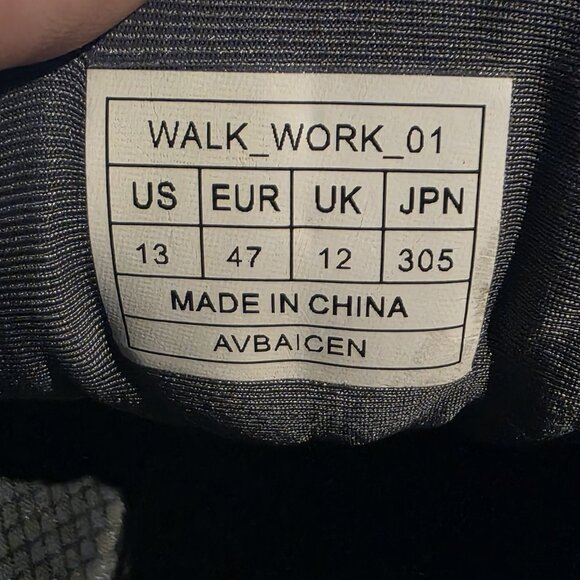 WALK_WORK_01
US EUR UK JPN
13 47 12 305
MADE IN CHINA
AVBAICEN